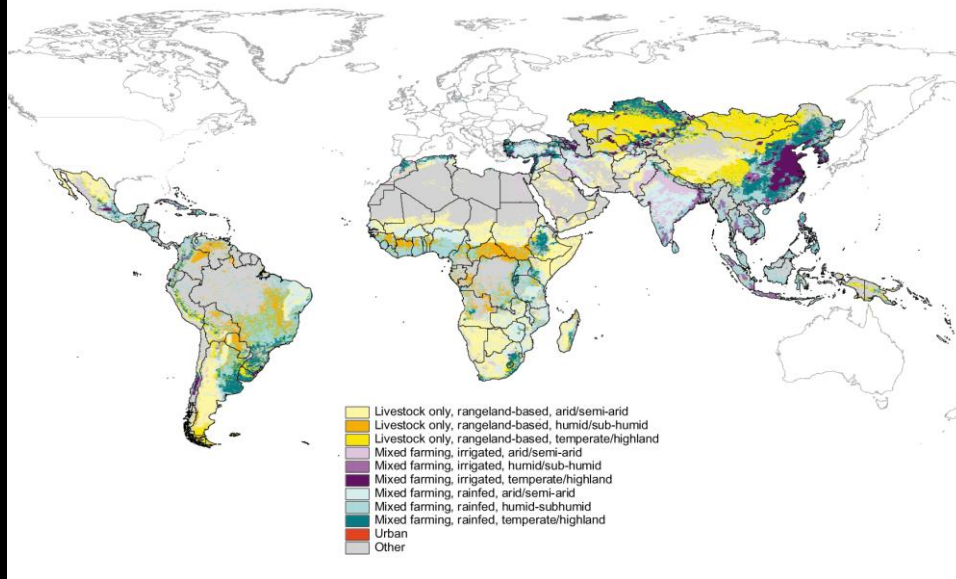 Livestock only, rangeland-based, arid/semi-arid
Livestock only, rangeland-based, humid/sub-humid
Livestock only, rangeland-based, temperate/highland
Mixed farming, irrigated, arid/semi-arid
Mixed farming, irrigated, humid/sub-humid
Mixed farming, irrigated, temperate/highland
Mixed farming, rainfed, arid/semi-arid
Mixed farming, rainfed, humid-subhumid
Mixed farming, rainfed, temperate/highland
Urban
Other